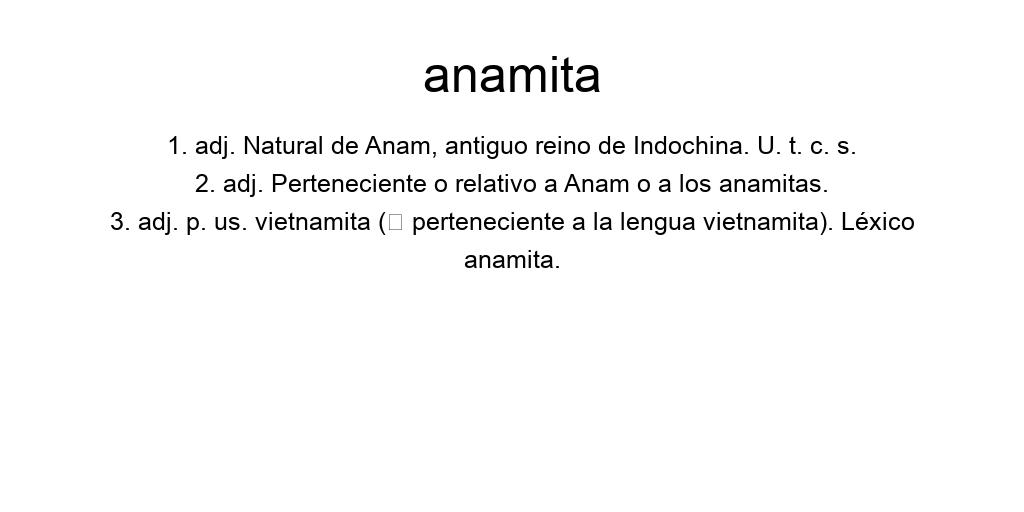 anamita
1. adj. Natural de Anam, antiguo reino de Indochina. U. t. c. s.
2. adj. Perteneciente o relativo a Anam o a los anamitas.
3. adj. p. us. vietnamita (□ perteneciente a la lengua vietnamita). Léxico
anamita.